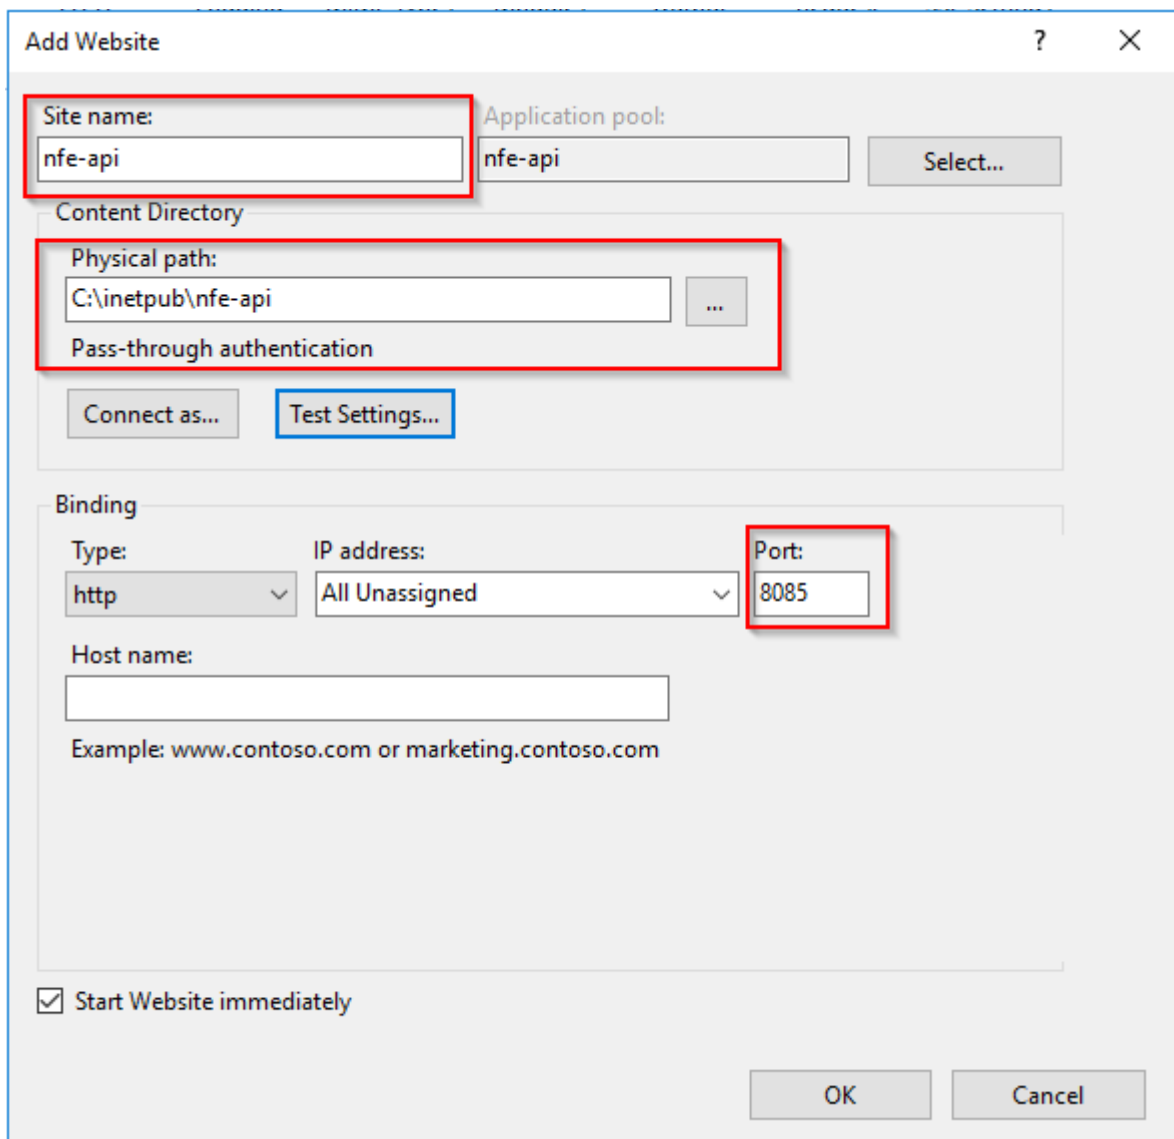 Add Website
?
Site name:
Application pool:
nfe-api
nfe-api
Select...
Content Directory
Physical path:
C:\inetpub\nfe-api
...
Pass-through authentication
Connect as...
Test Settings...
Binding
Type:
IP address:
Port:
http
All Unassigned
8085
Host name:
Example: www.contoso.com or marketing.contoso.com
Start Website immediately
OK
Cancel